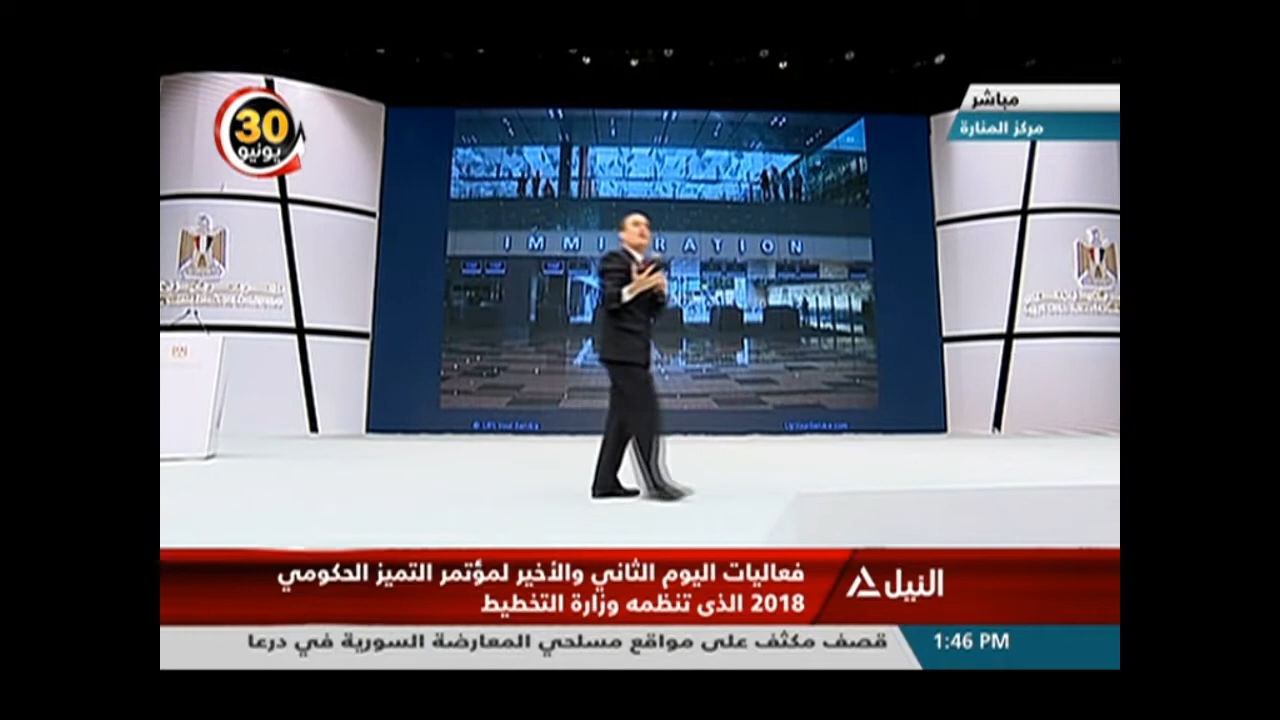 30
يونيو
مباشر
مركز المنارة
IMMIGRATION
فعاليات اليوم الثاني والأخير لمؤتمر التميز الحكومي
2018 الذى تنظمه وزارة التخطيط
النيل
قصف مكثف على مواقع مسلحي المعارضة السورية في درعا
1:46 PM